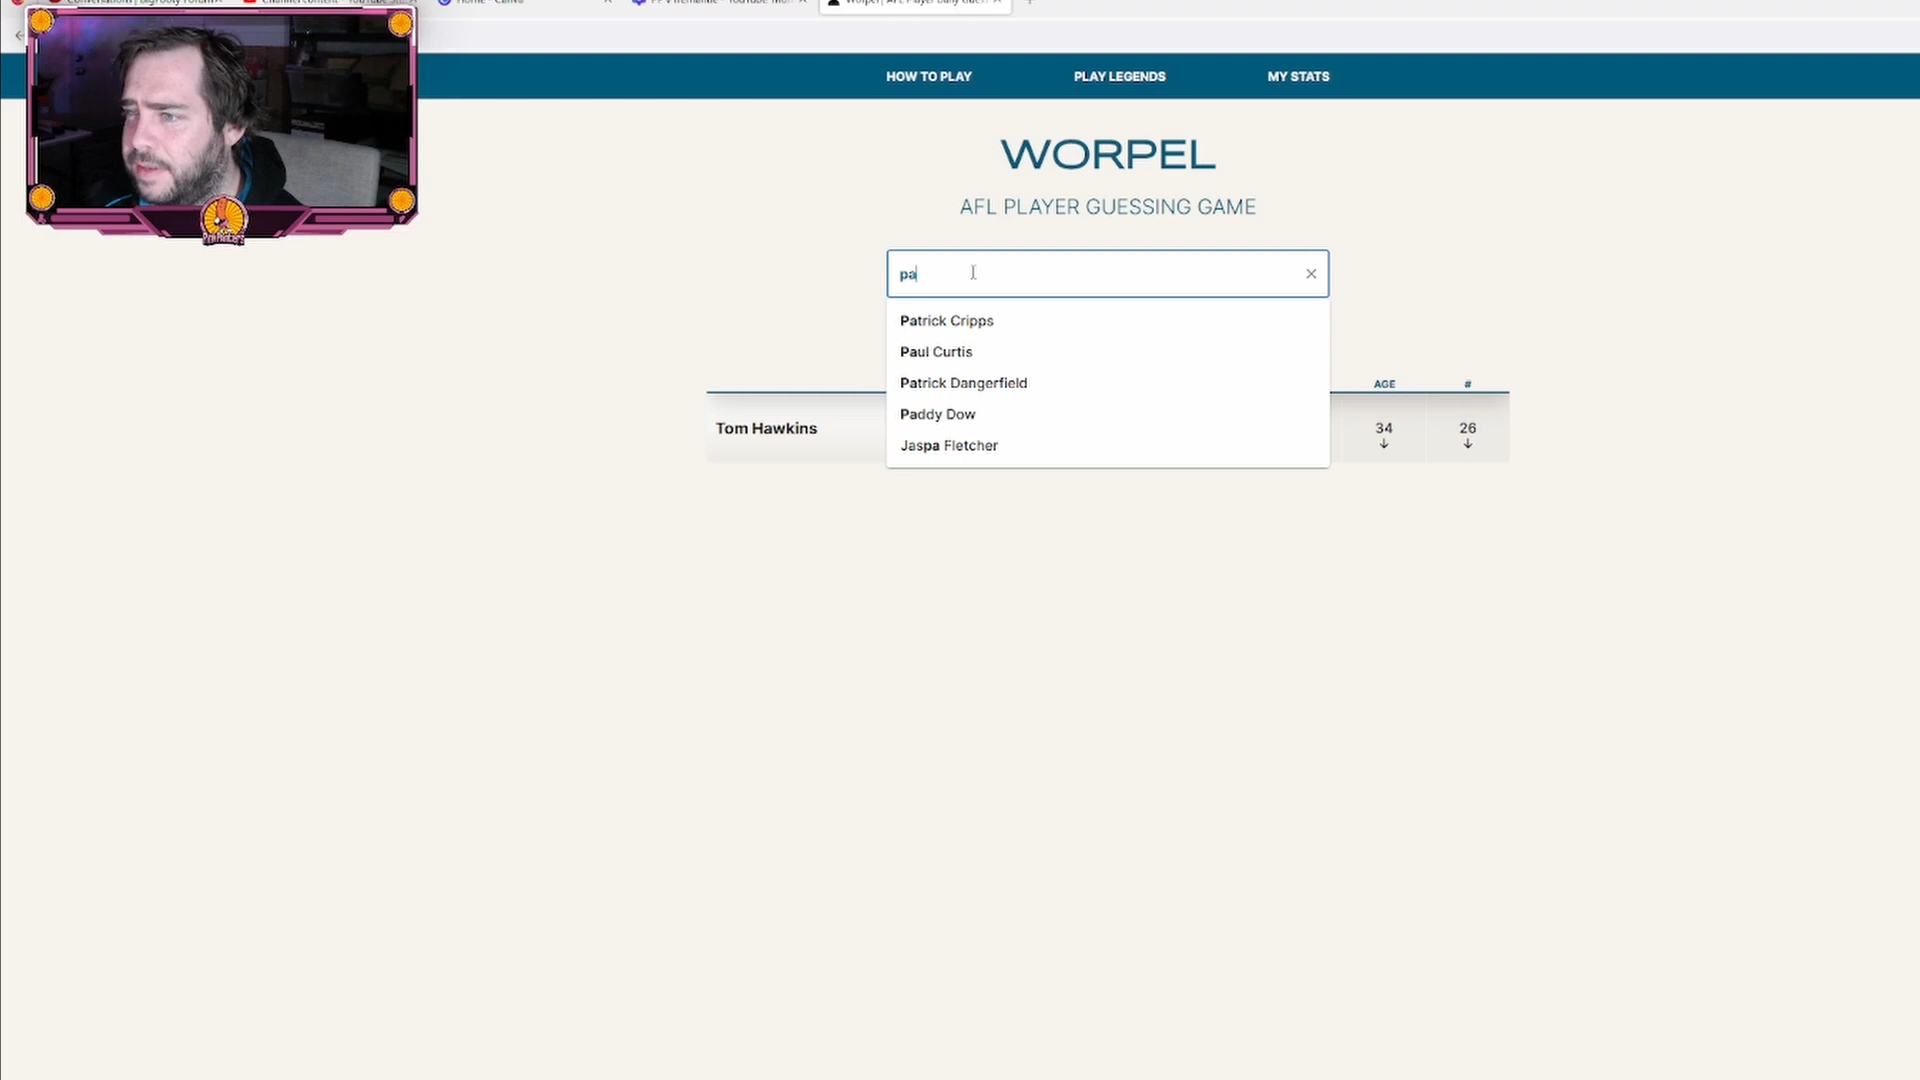 HOW TO PLAY
PLAY LEGENDS
MY STATS
WORPEL
AFL PLAYER GUESSING GAME
pa
Patrick Cripps
Paul Curtis
Patrick Dangerfield
Paddy Dow
Jaspa Fletcher
AGE
#
Tom Hawkins
34
26